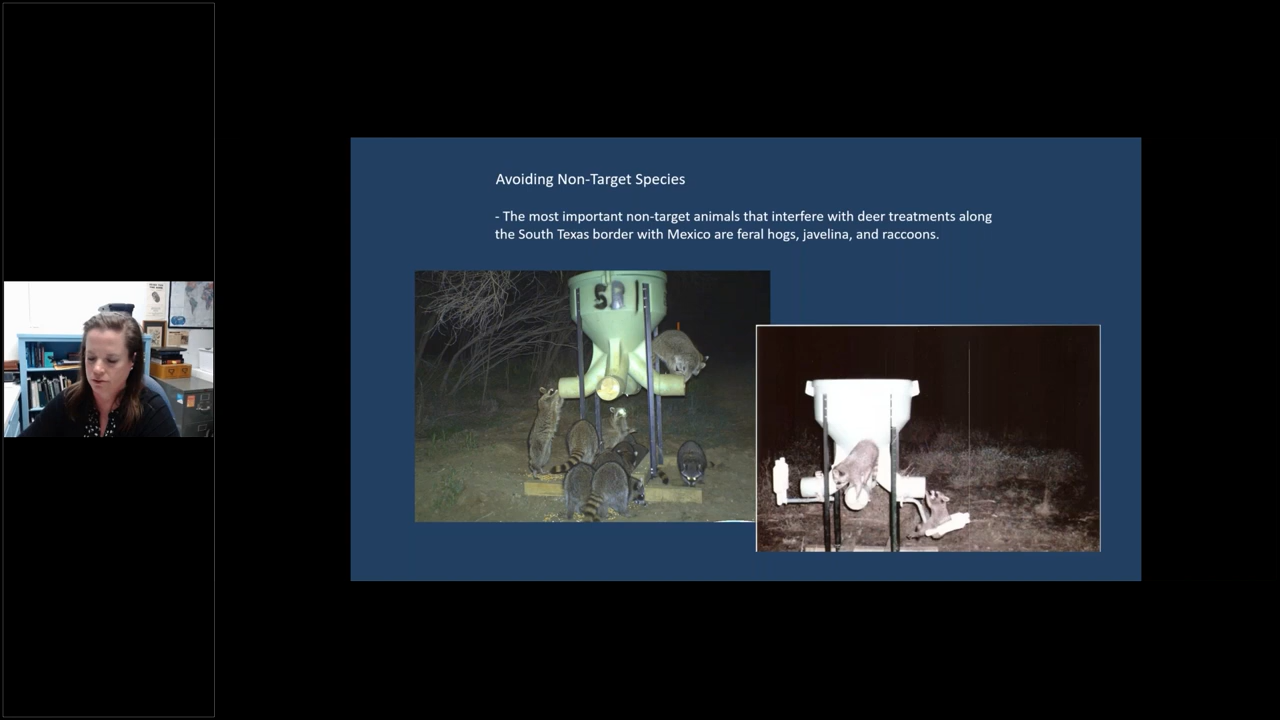 Avoiding Non-Target Species
- The most important non-target animals that interfere with deer treatments along
the South Texas border with Mexico are feral hogs, javelina, and raccoons.
SR